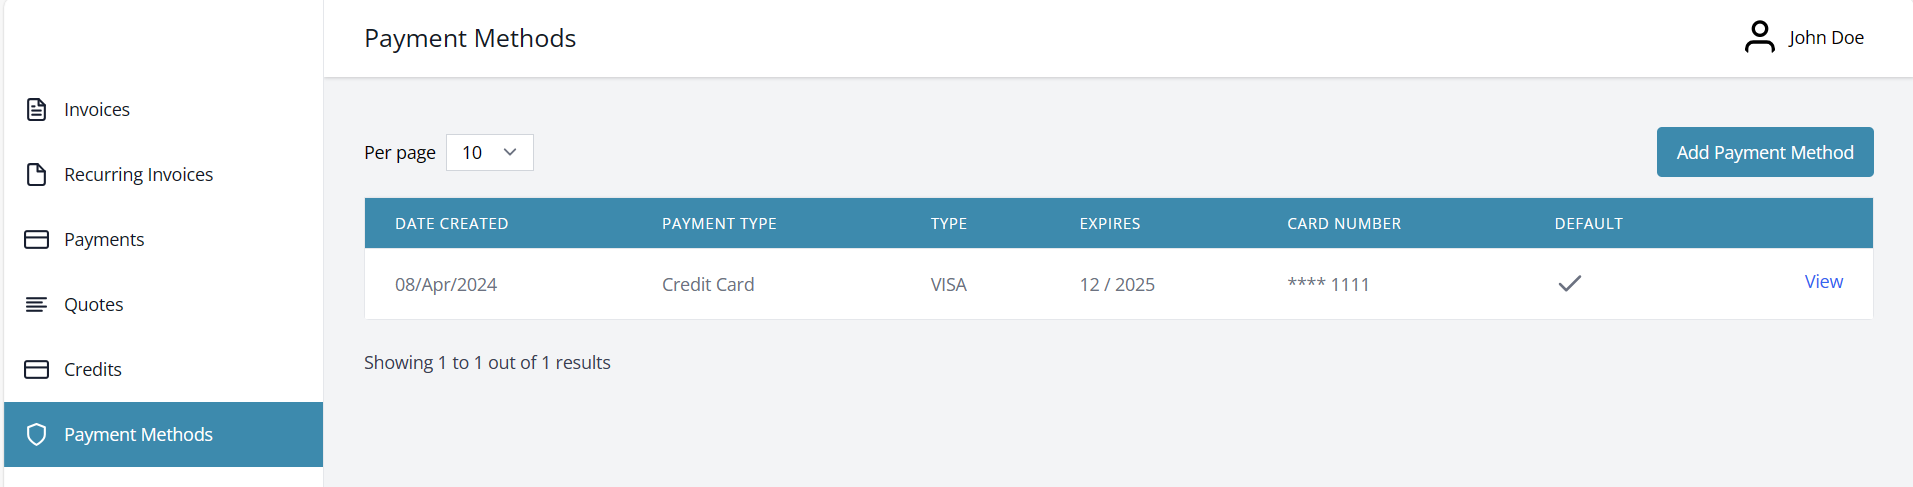 Payment Methods
John Doe
Invoices
Recurring Invoices
Payments
Quotes
Credits
Payment Methods
Per page 10
Add Payment Method
DATE CREATED PAYMENT TYPE TYPE EXPIRES CARD NUMBER DEFAULT
08/Apr/2024 Credit Card VISA 12 / 2025 **** 1111 View
Showing 1 to 1 out of 1 results